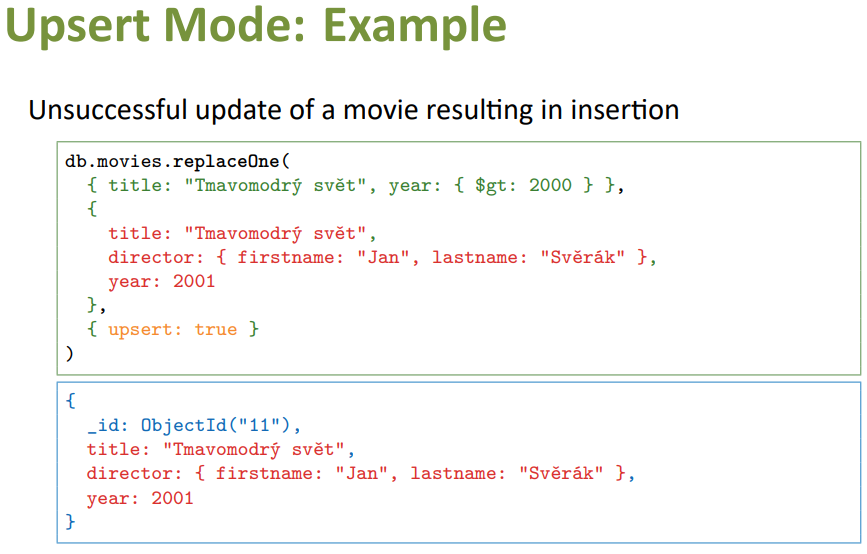 Upsert Mode: Example
Unsuccessful update of a movie resulting in insertion
db.movies.replaceOne(
{ title: "Tmavomodrý svět", year: { $gt: 2000 } },
{
title: "Tmavomodrý svět",
director: { firstname: "Jan", lastname: "Svěrák" },
year: 2001
},
{ upsert: true }
)
{
_id: ObjectId("11"),
title: "Tmavomodrý svět",
director: { firstname: "Jan", lastname: "Svěrák" },
year: 2001
}